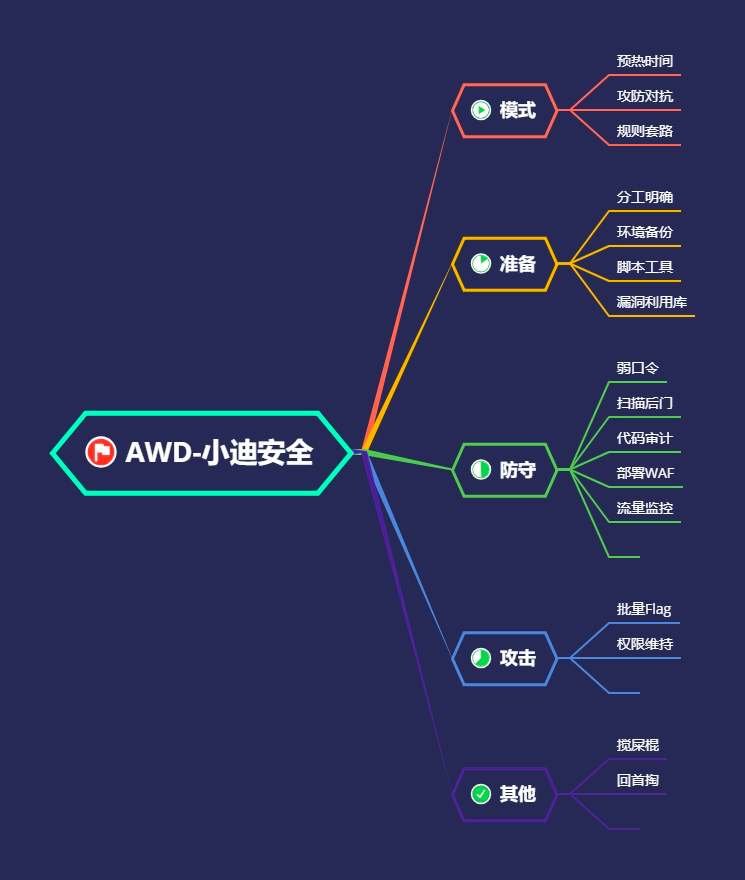 AWD-小迪安全
模式
预热时间
攻防对抗
规则套路
准备
分工明确
环境备份
脚本工具
漏洞利用库
防守
弱口令
扫描后门
代码审计
部署WAF
流量监控
攻击
批量Flag
权限维持
其他
搅屎棍
回首掏